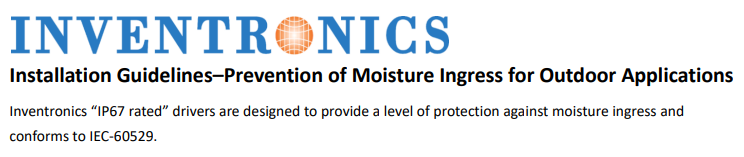 INVENTRONICS
Installation Guidelines–Prevention of Moisture Ingress for Outdoor Applications
Inventronics “IP67 rated” drivers are designed to provide a level of protection against moisture ingress and
conforms to IEC-60529.